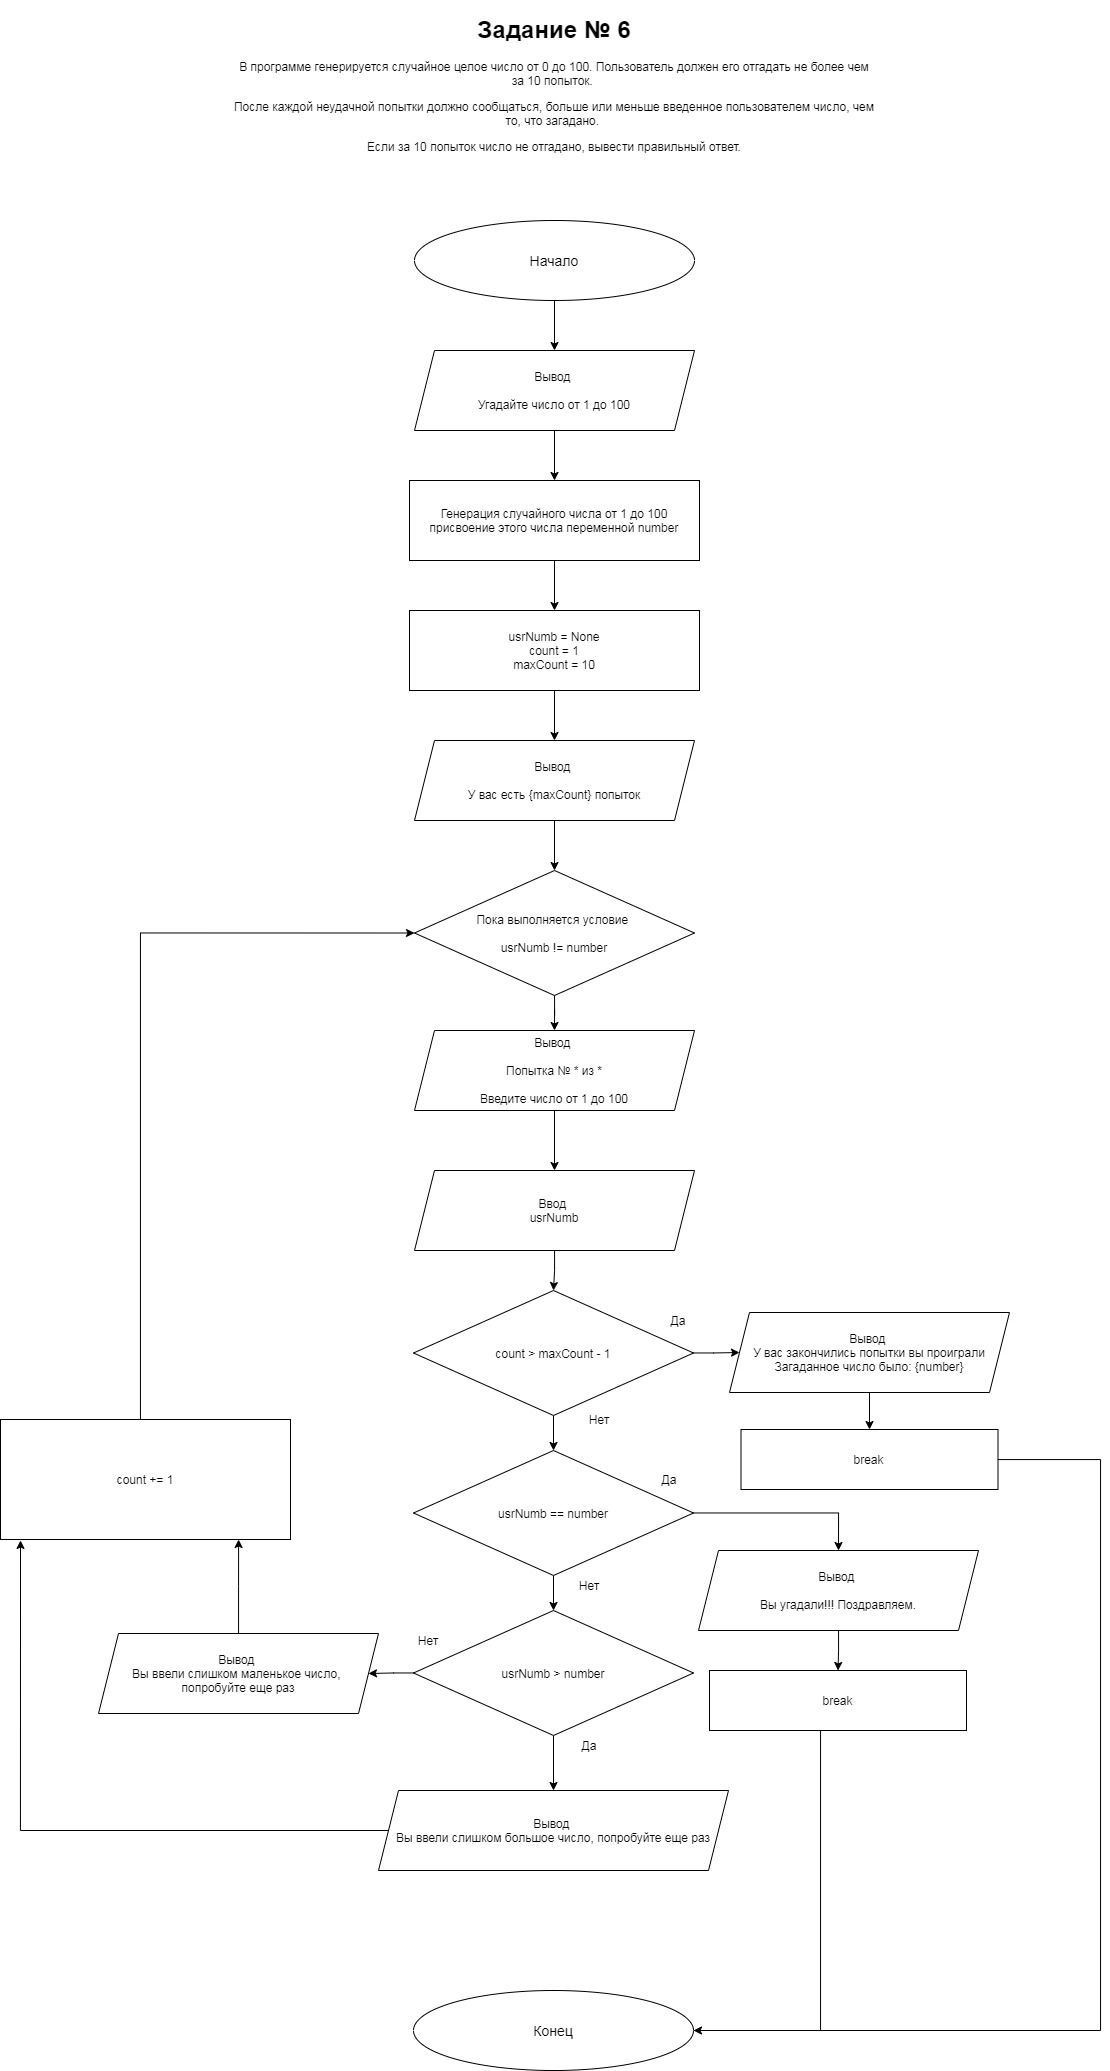 Задание № 6
В программе генерируется случайное целое число от 0 до 100. Пользователь должен его отгадать не более чем
за 10 попыток.
После каждой неудачной попытки должно сообщаться, больше или меньше введенное пользователем число, чем
то, что загадано.
Если за 10 попыток число не отгадано, вывести правильный ответ.
Начало
Вывод
Угадайте число от 1 до 100
Генерация случайного числа от 1 до 100
присвоение этого числа переменной number
usrNumb = None
count = 1
maxCount = 10
Вывод
У вас есть {maxCount} попыток
Пока выполняется условие
usrNumb != number
Вывод
Попытка № * из *
Введите число от 1 до 100
Ввод
usrNumb
count > maxCount - 1
Да
Вывод
У вас закончились попытки вы проиграли
Загаданное число было: {number}
Нет
break
count += 1
usrNumb == number
Да
Вывод
Вы угадали!!! Поздравляем.
Нет
usrNumb > number
Нет
Вывод
Вы ввели слишком маленькое число,
попробуйте еще раз
break
Да
Вывод
Вы ввели слишком большое число, попробуйте еще раз
Конец